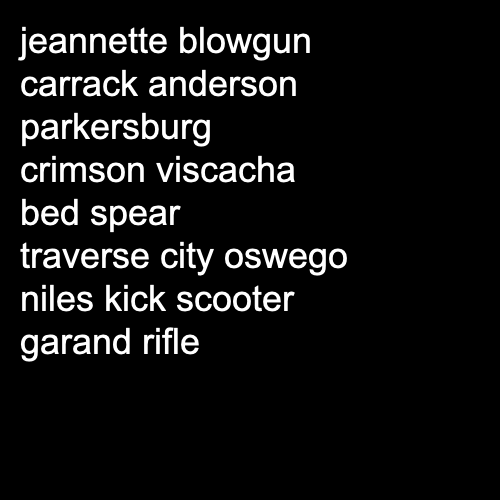 jeannette blowgun
carrack anderson
parkersburg
crimson viscacha
bed spear
traverse city oswego
niles kick scooter
garand rifle